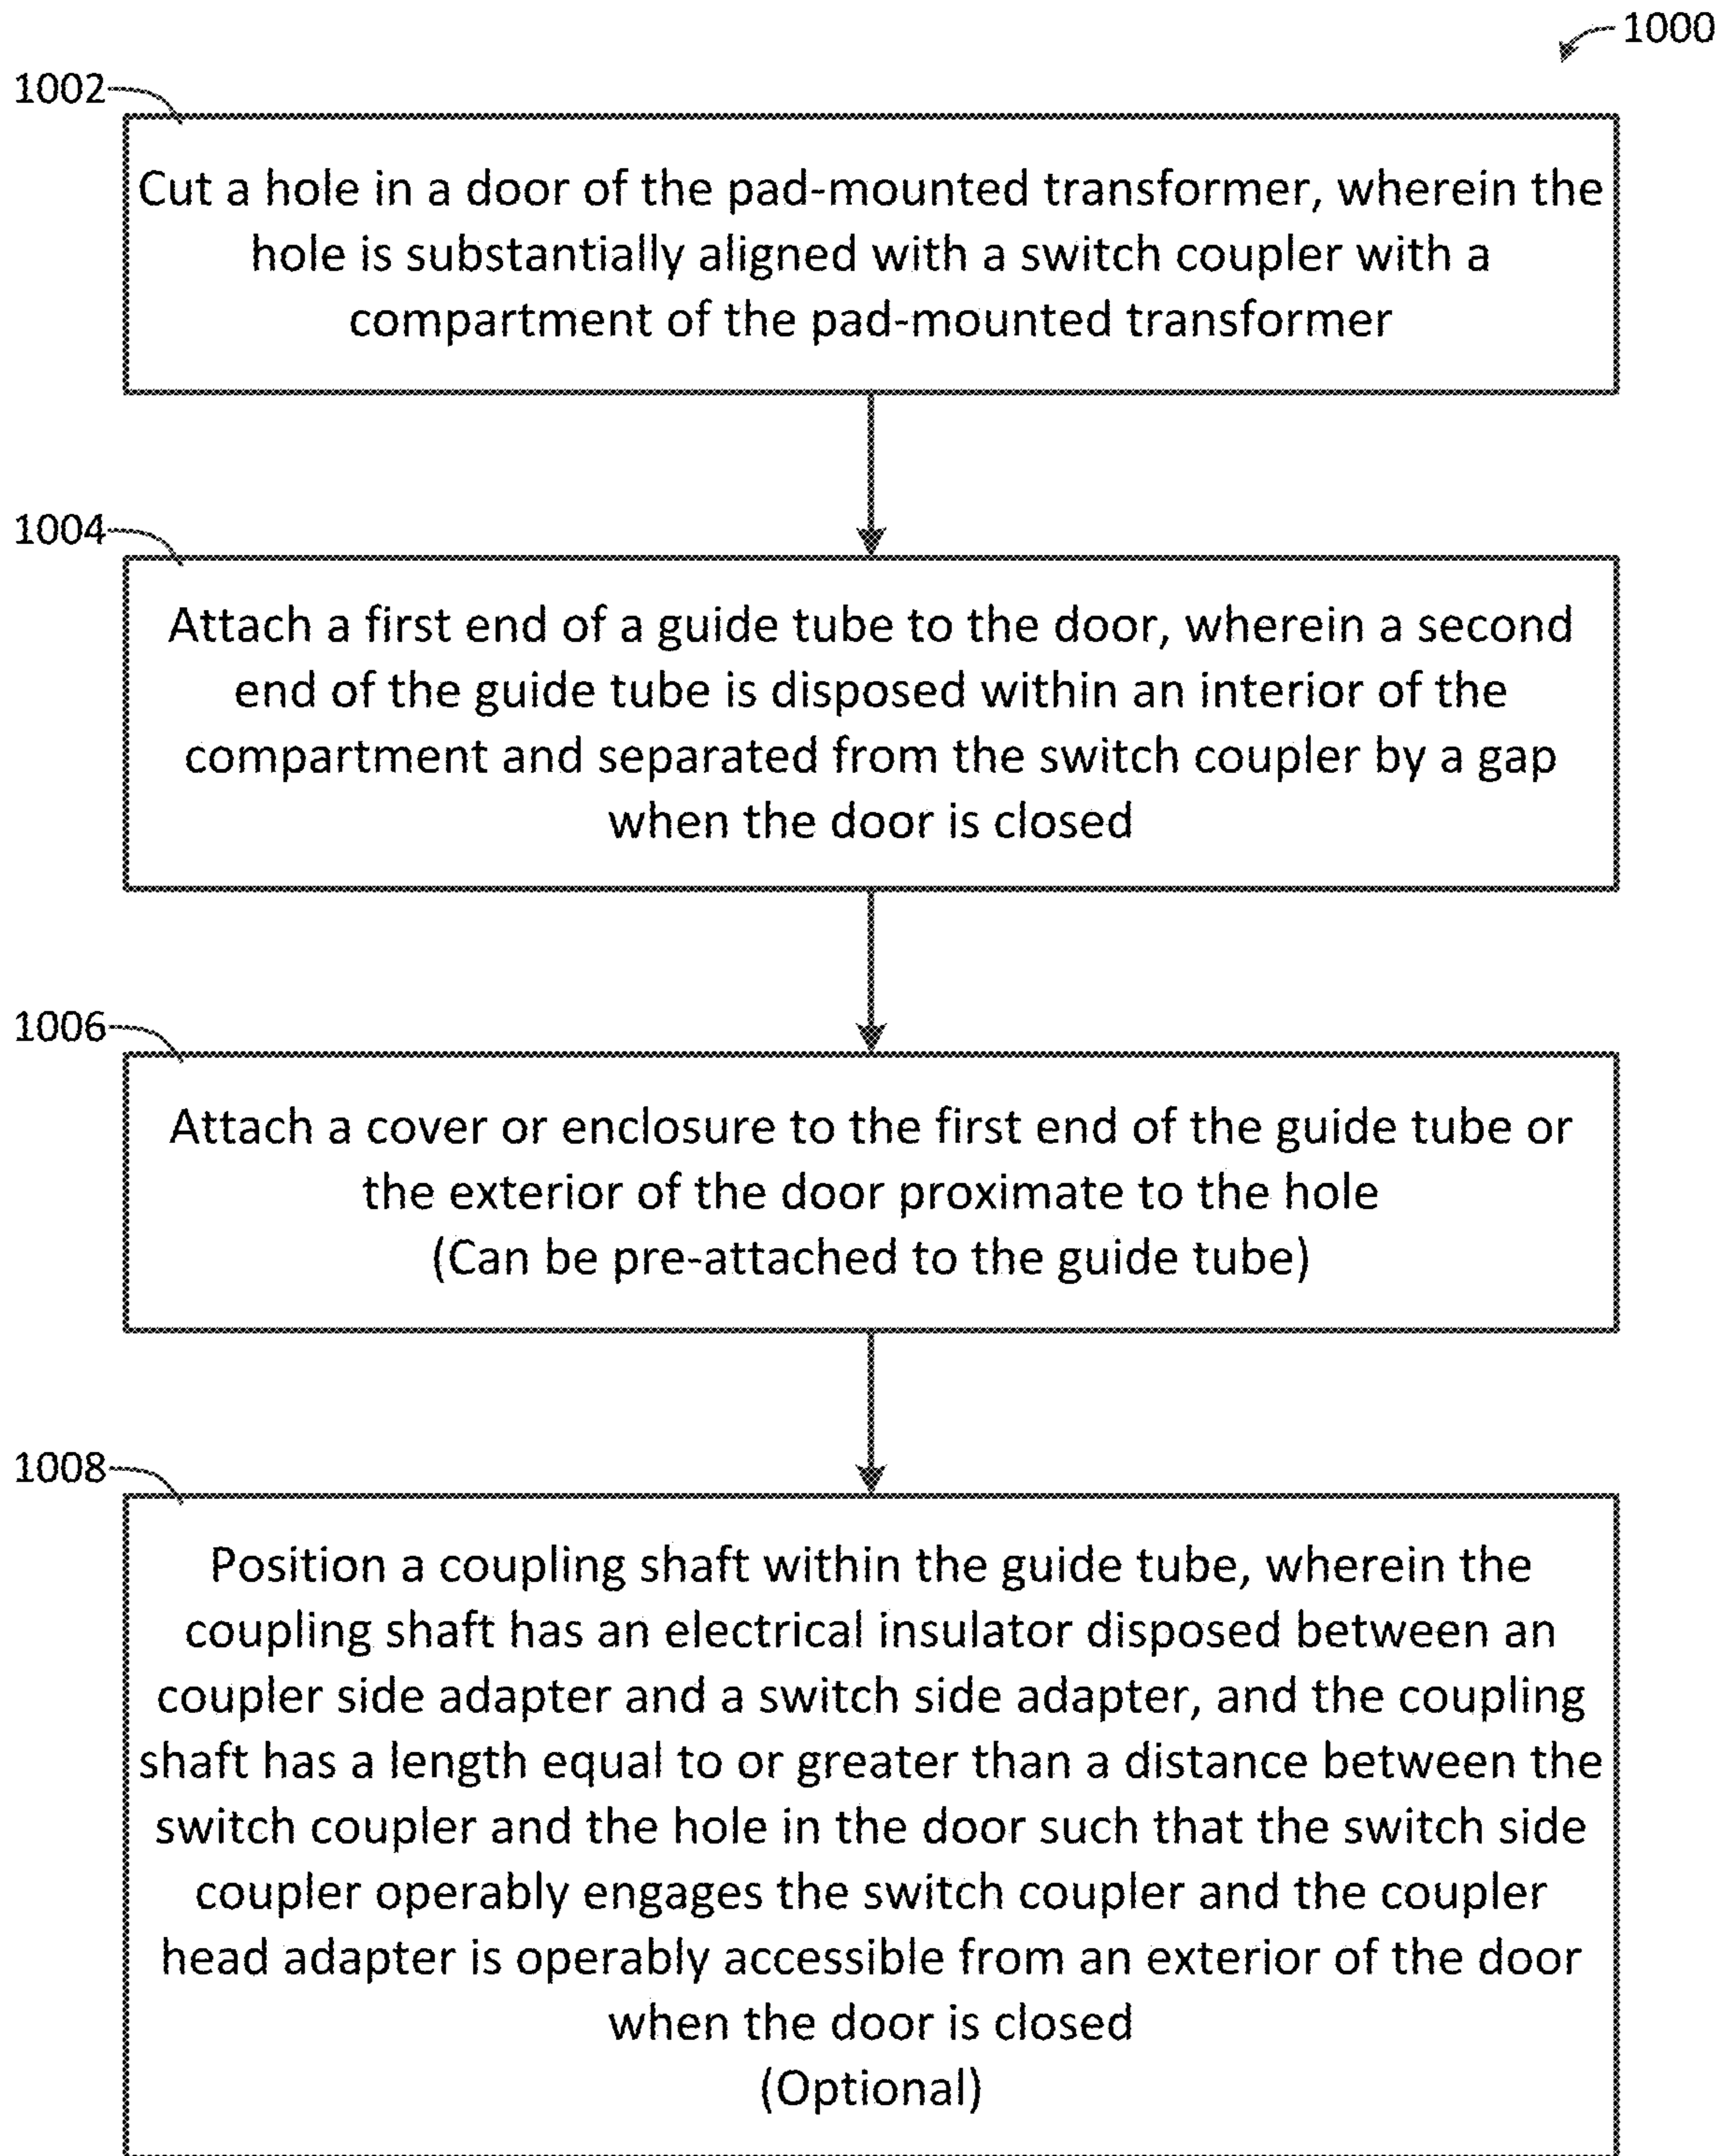 1000
1002
Cut a hole in a door of the pad-mounted transformer, wherein the
hole is substantially aligned with a switch coupler with a
compartment of the pad-mounted transformer
1004
Attach a first end of a guide tube to the door, wherein a second
end of the guide tube is disposed within an interior of the
compartment and separated from the switch coupler by a gap
when the door is closed
1006
Attach a cover or enclosure to the first end of the guide tube or
the exterior of the door proximate to the hole
(Can be pre-attached to the guide tube)
1008
Position a coupling shaft within the guide tube, wherein the
coupling shaft has an electrical insulator disposed between an
coupler side adapter and a switch side adapter, and the coupling
shaft has a length equal to or greater than a distance between the
switch coupler and the hole in the door such that the switch side
coupler operably engages the switch coupler and the coupler
head adapter is operably accessible from an exterior of the door
when the door is closed
(Optional)